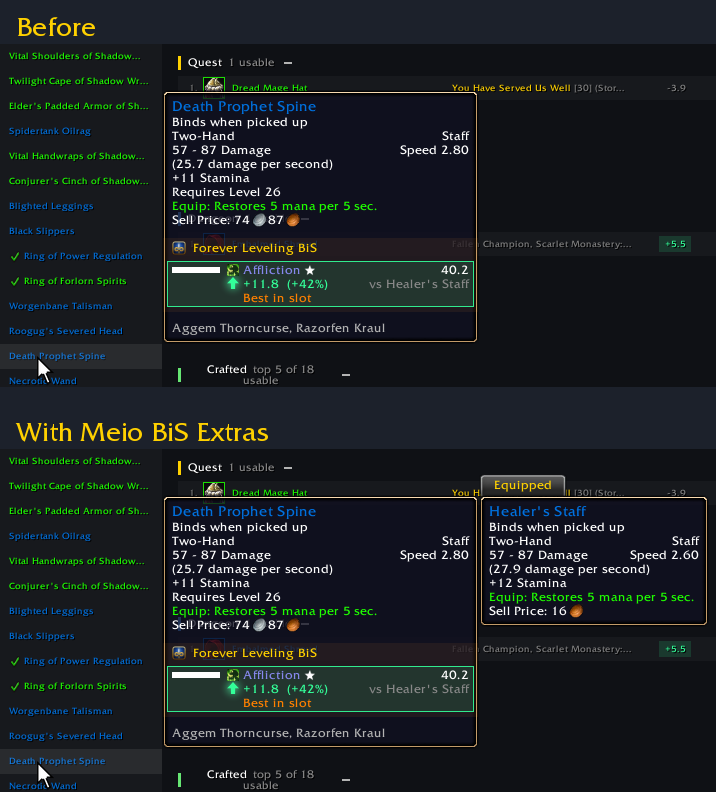 Before
Vital Shoulders of Shadow...
Twilight Cape of Shadow Wr...
Elder's Padded Armor of Sh...
Spidertank Oilrag
Vital Handwraps of Shadow...
Conjurer's Cinch of Shadow...
Blighted Leggings
Black Slippers
Ring of Power Regulation
Ring of Forlorn Spirits
Worgenbane Talisman
Roogug's Severed Head
Death Prophet Spine
Necrotic Wand
Quest 1 usable –
1. Dread Mage Hat You Have Served Us Well [30] (Stor... -3.9
Death Prophet Spine
Binds when picked up
Two-Hand Staff
57 - 87 Damage Speed 2.80
(25.7 damage per second)
+11 Stamina
Requires Level 26
Equip: Restores 5 mana per 5 sec.
Sell Price: 74 87
Forever Leveling BiS
Fallen Champion, Scarlet Monastery:... +5.5
Affliction ★ 40.2
+11.8 (+42%) vs Healer's Staff
Best in slot
Aggem Thorncurse, Razorfen Kraul
Crafted top 5 of 18 –
usable
With Meio BiS Extras
Vital Shoulders of Shadow...
Twilight Cape of Shadow Wr...
Elder's Padded Armor of Sh...
Spidertank Oilrag
Vital Handwraps of Shadow...
Conjurer's Cinch of Shadow...
Blighted Leggings
Black Slippers
Ring of Power Regulation
Ring of Forlorn Spirits
Worgenbane Talisman
Roogug's Severed Head
Death Prophet Spine
Necrotic Wand
Quest 1 usable –
1. Dread Mage Hat You H ll [30] (Stor... -3.9
Death Prophet Spine
Binds when picked up
Two-Hand Staff
57 - 87 Damage Speed 2.80
(25.7 damage per second)
+11 Stamina
Requires Level 26
Equip: Restores 5 mana per 5 sec.
Sell Price: 74 87
Equipped
Healer's Staff
Binds when picked up
Two-Hand Staff
57 - 87 Damage Speed 2.60
(27.9 damage per second)
+12 Stamina
Equip: Restores 5 mana per 5 sec.
Sell Price: 16
Forever Leveling BiS
Fallen Champion, Scarlet Monastery:... +5.5
Affliction ★ 40.2
+11.8 (+42%) vs Healer's Staff
Best in slot
Aggem Thorncurse, Razorfen Kraul
Crafted top 5 of 18 –
usable